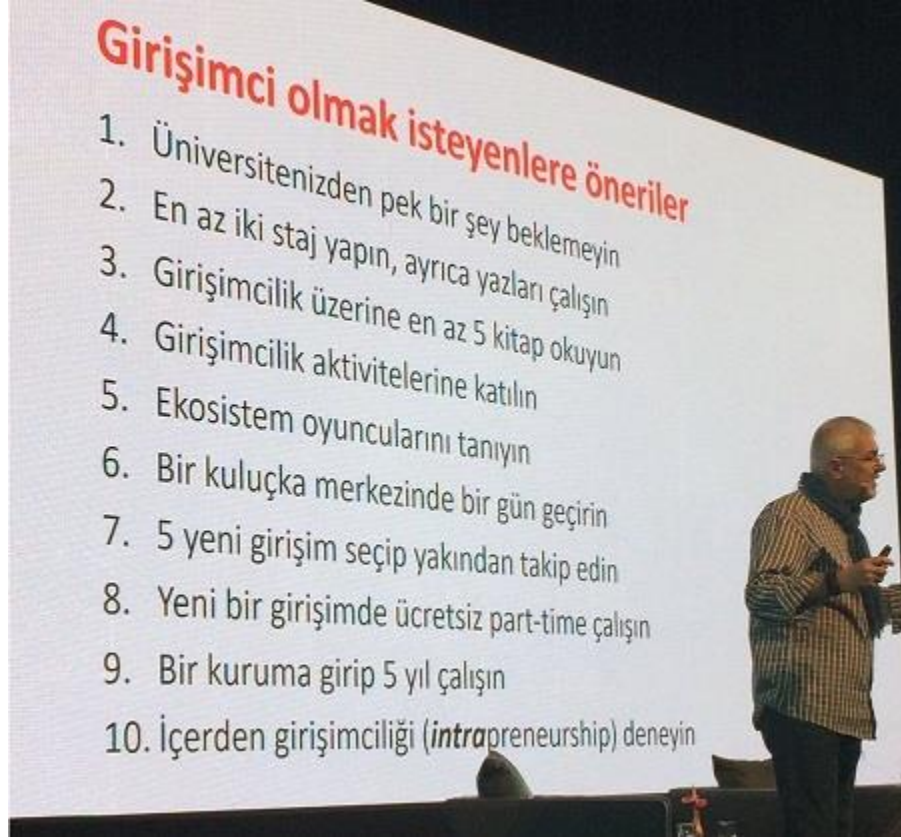 Girişimci olmak isteyenlere öneriler
1. Üniversitenizden pek bir şey beklemeyin
2. En az iki staj yapın, ayrıca yazları çalışın
3. Girişimcilik üzerine en az 5 kitap okuyun
4. Girişimcilik aktivitelerine katılın
5. Ekosistem oyuncularını tanıyın
6. Bir kuluçka merkezinde bir gün geçirin
7. 5 yeni girişim seçip yakından takip edin
8. Yeni bir girişimde ücretsiz part-time çalışın
9. Bir kuruma girip 5 yıl çalışın
10. İçerden girişimciliği (intrapreneurship) deneyin